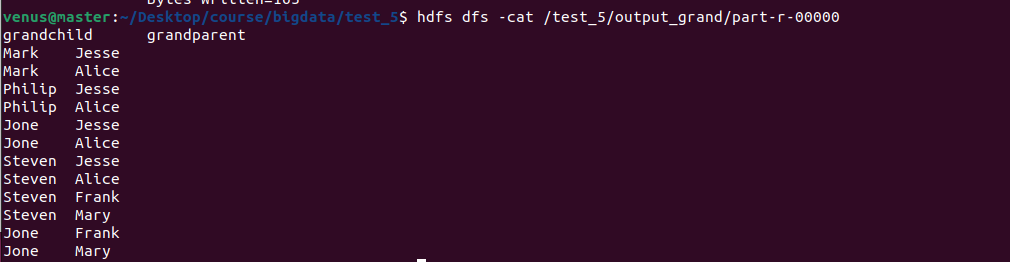 Bytes Written=163
venus@master:~/Desktop/course/bigdata/test_5$ hdfs dfs -cat /test_5/output_grand/part-r-00000
grandchild      grandparent
Mark    Jesse
Mark    Alice
Philip  Jesse
Philip  Alice
Jone    Jesse
Jone    Alice
Steven  Jesse
Steven  Alice
Steven  Frank
Steven  Mary
Jone    Frank
Jone    Mary